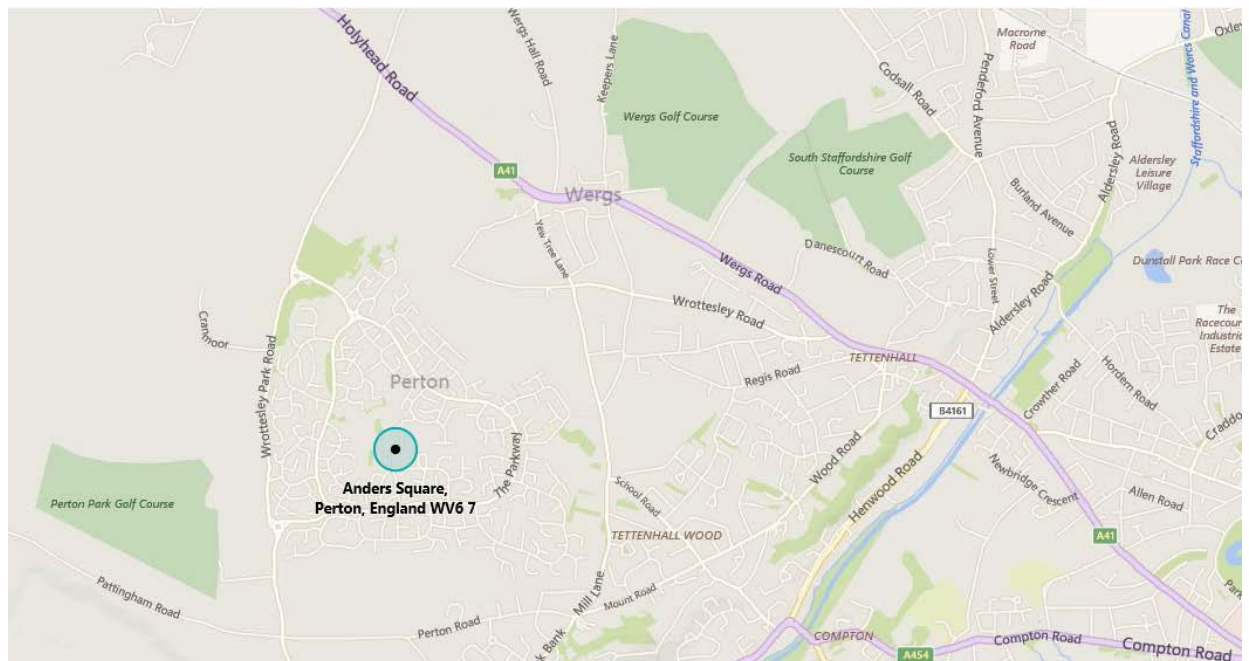 Holyhead Road
Wergs Hall Road
Keepers Lane
Wergs Golf Course
Codsall Road
Pendeford Avenue
Macrome
Road
Oxley
Staffordshire and Worcs Canal
South Staffordshire Golf
Course
Aldersley Road
Aldersley
Leisure
Village
A41
Wergs
Yew Tree Lane
Burland Avenue
Danescourt Road
Lower Street
Wergs Road
Dunstall Park Race C
Cranmoor
Wrottesley Park Road
Wrottesley Road
Aldersley Road
The
Racecour
Industri
Estate
TETTENHALL
Regis Road
Perton
B4161
Crowther Road
Hordern Road
Craddo
Wood Road
Henwood Road
Newbridge Crescent
Allen Road
The Parkway
Anders Square,
Perton, England WV6 7
Perton Park Golf Course
School Road
TETTENHALL WOOD
A41
Pattingham Road
Perton Road
Mill Lane
Mount Road
k Bank
Park
COMPTON
A454
Compton Road
Compton Road